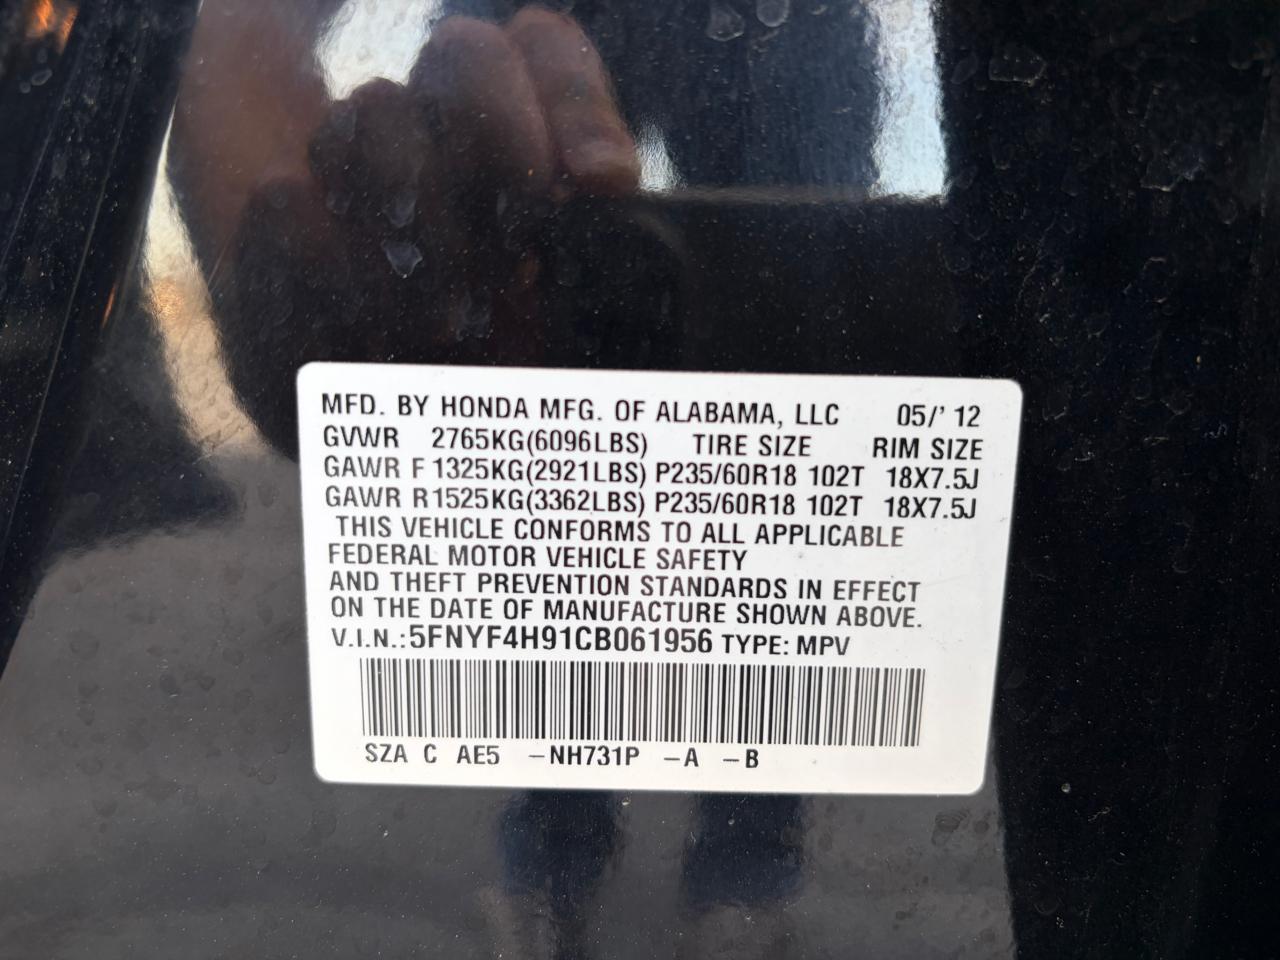 MFD. BY HONDA MFG. OF ALABAMA, LLC 05/' 12
GVWR 2765KG(6096LBS) TIRE SIZE RIM SIZE
GAWR F 1325KG(2921LBS) P235/60R18 102T 18X7.5J
GAWR R1525KG(3362LBS) P235/60R18 102T 18X7.5J
THIS VEHICLE CONFORMS TO ALL APPLICABLE
FEDERAL MOTOR VEHICLE SAFETY
AND THEFT PREVENTION STANDARDS IN EFFECT
ON THE DATE OF MANUFACTURE SHOWN ABOVE.
V.I.N.:5FNYF4H91CB061956 TYPE: MPV
SZA C AE5 –NH731P –A –B